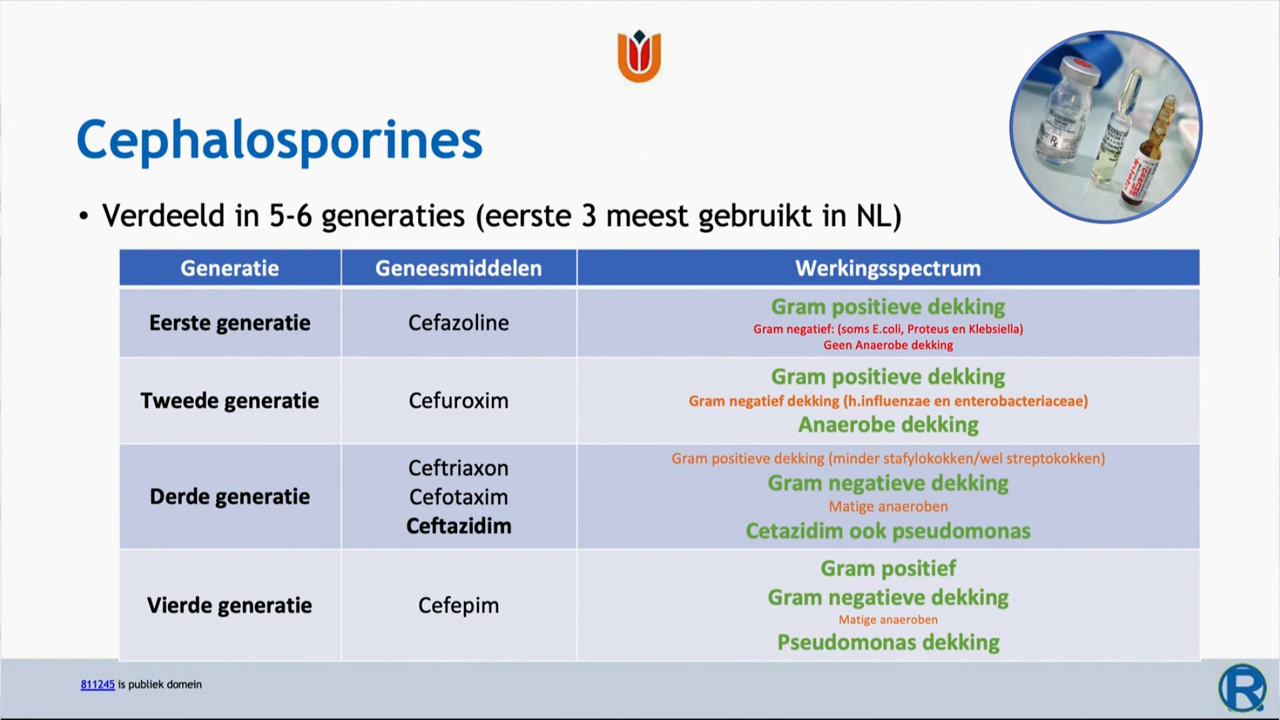 Cephalosporines
• Verdeeld in 5-6 generaties (eerste 3 meest gebruikt in NL)
Generatie Geneesmiddelen Werkingsspectrum
Eerste generatie Cefazoline Gram positieve dekking
Gram negatief: (soms E.coli, Proteus en Klebsiella)
Geen Anaerobe dekking
Tweede generatie Cefuroxim Gram positieve dekking
Gram negatief dekking (h.influenzae en enterobacteriaceae)
Anaerobe dekking
Derde generatie
Ceftriaxon
Cefotaxim
Ceftazidim
Gram positieve dekking (minder stafylokokken/wel streptokokken)
Gram negatieve dekking
Matige anaeroben
Cetazidim ook pseudomonas
Vierde generatie Cefepim Gram positief
Gram negatieve dekking
Matige anaeroben
Pseudomonas dekking
811245 is publiek domein
R